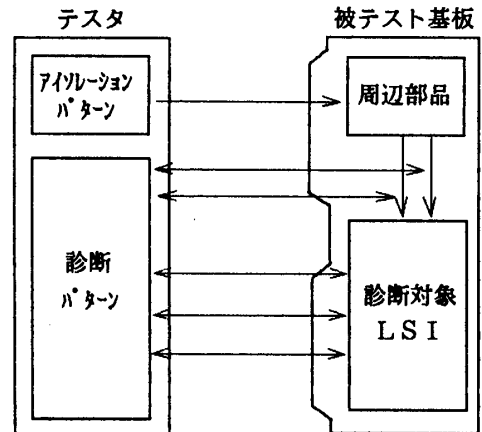 テスタ
被テスト基板
アイソレーション
パターン
周辺部品
診断
パターン
診断対象
LSI